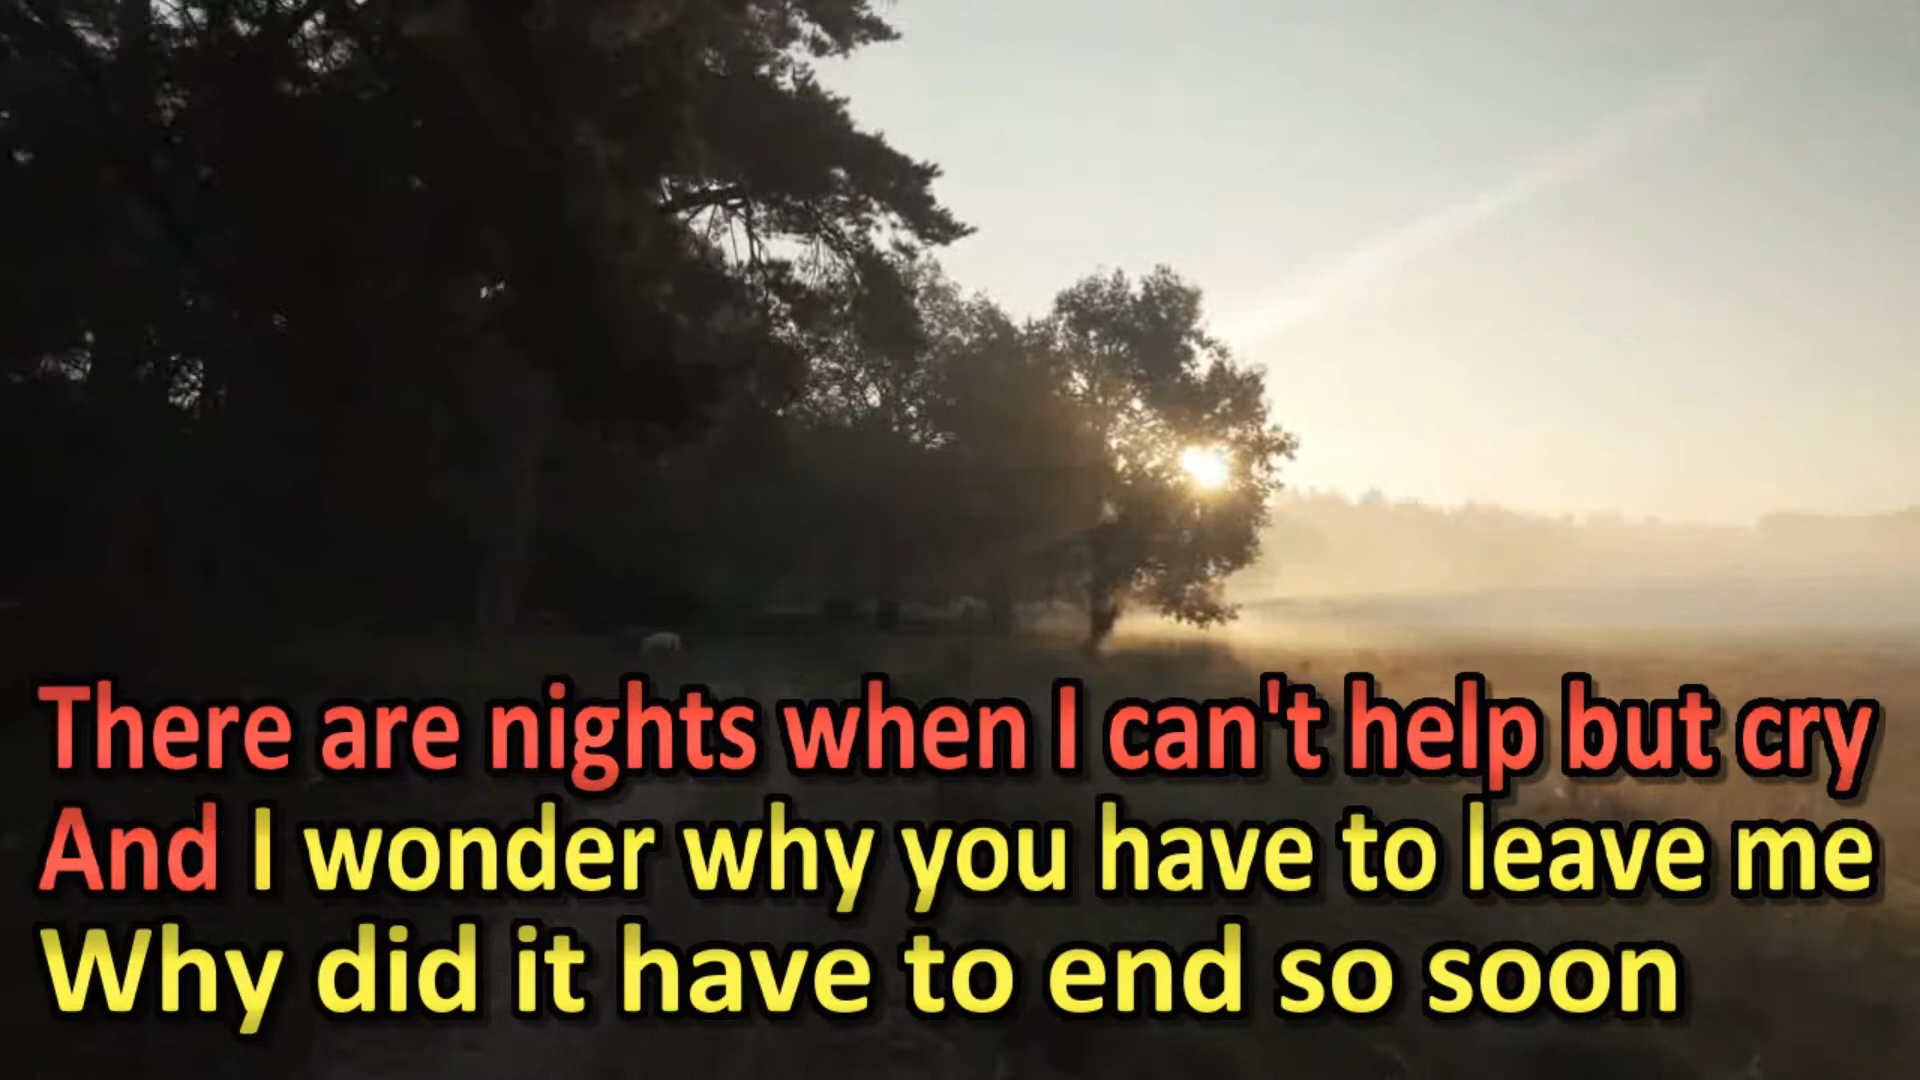 There are nights when I can't help but cry
And I wonder why you have to leave me
Why did it have to end so soon